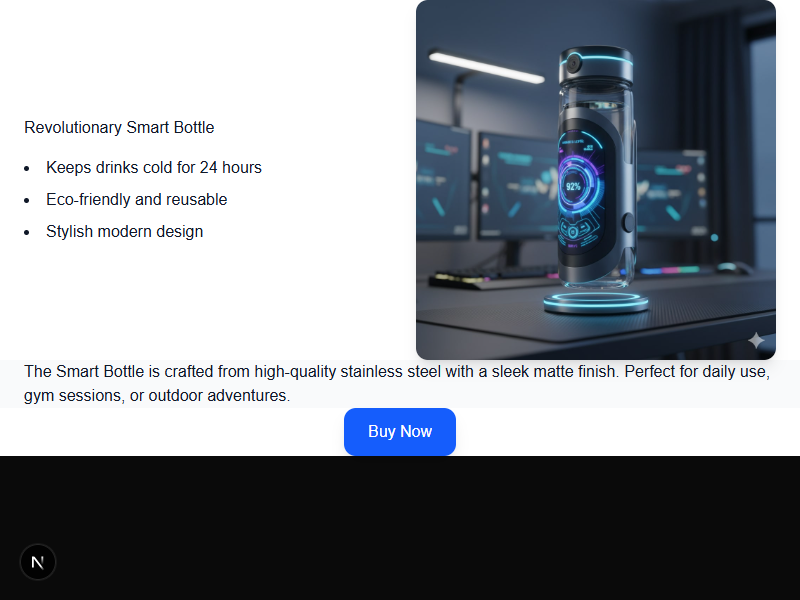 Revolutionary Smart Bottle
Keeps drinks cold for 24 hours
Eco-friendly and reusable
Stylish modern design
92%
The Smart Bottle is crafted from high-quality stainless steel with a sleek matte finish. Perfect for daily use,
gym sessions, or outdoor adventures.
Buy Now
N